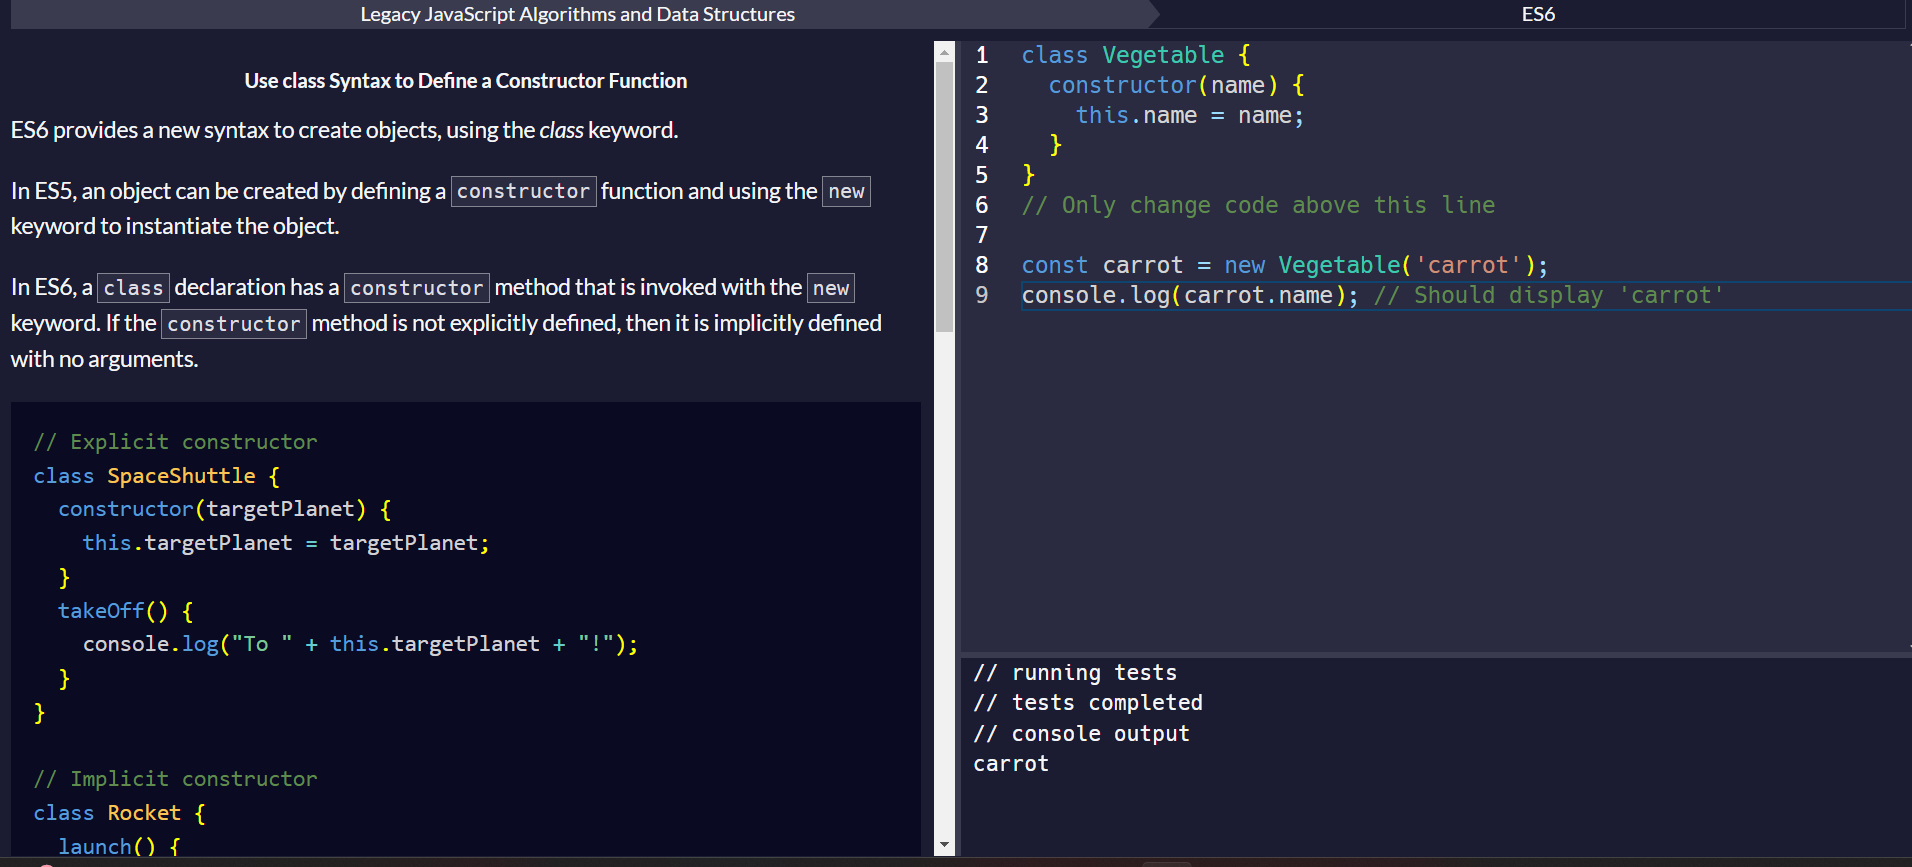 Legacy JavaScript Algorithms and Data Structures
ES6
Use class Syntax to Define a Constructor Function
ES6 provides a new syntax to create objects, using the class keyword.
In ES5, an object can be created by defining a constructor function and using the new
keyword to instantiate the object.
In ES6, a class declaration has a constructor method that is invoked with the new
keyword. If the constructor method is not explicitly defined, then it is implicitly defined
with no arguments.
// Explicit constructor
class SpaceShuttle {
  constructor(targetPlanet) {
    this.targetPlanet = targetPlanet;
  }
  takeOff() {
    console.log("To " + this.targetPlanet + "!");
  }
}
// Implicit constructor
class Rocket {
  launch() {
1 class Vegetable {
2   constructor(name) {
3     this.name = name;
4   }
5 }
6 // Only change code above this line
7
8 const carrot = new Vegetable('carrot');
9 console.log(carrot.name); // Should display 'carrot'
// running tests
// tests completed
// console output
carrot